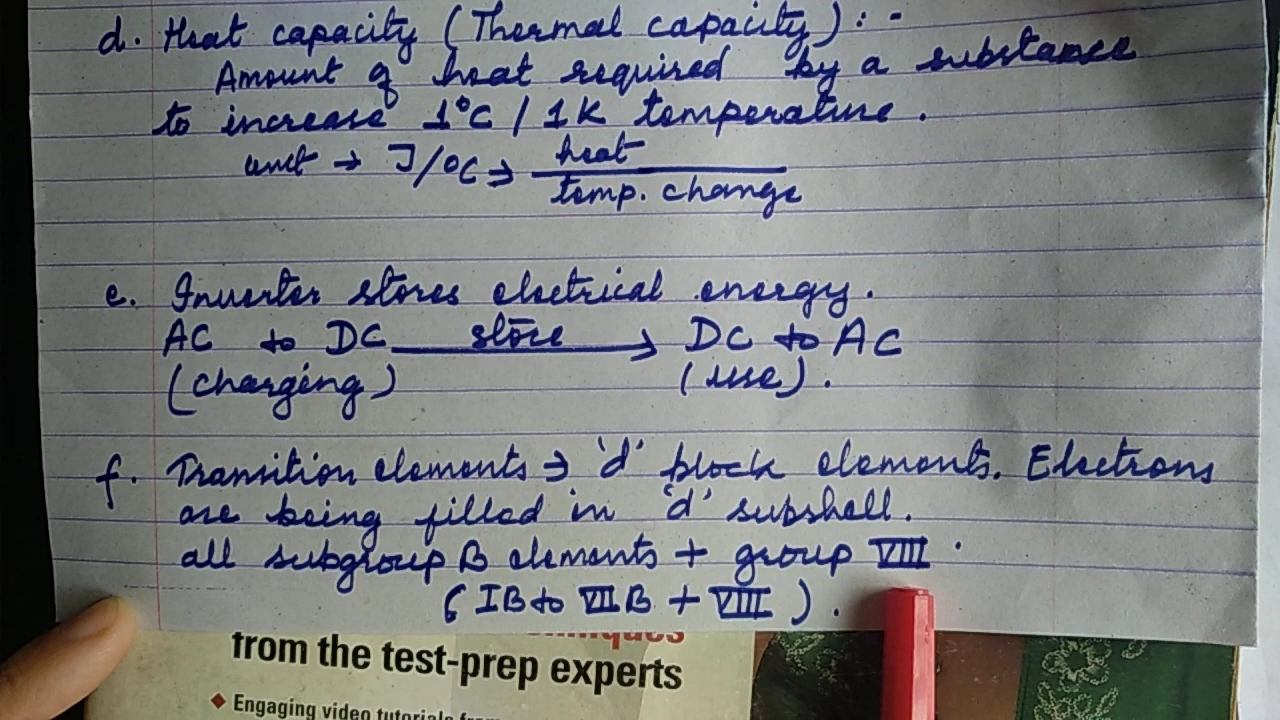 d. Heat capacity (Thermal capacity) : -
Amount of heat required by a substance
to increase 1°C / 1K temperature.
unit → J/°C ⇒ heat
temp. change
e. Inverter stores electrical energy.
AC to DC store → DC to AC
(charging) (use).
f. Transition elements ⇒ 'd' block elements. Electrons
are being filled in 'd' subshell.
all subgroup B elements + group VIII.
(IB to VIIB + VIII).
from the test-prep experts
◆ Engaging video tutorials from